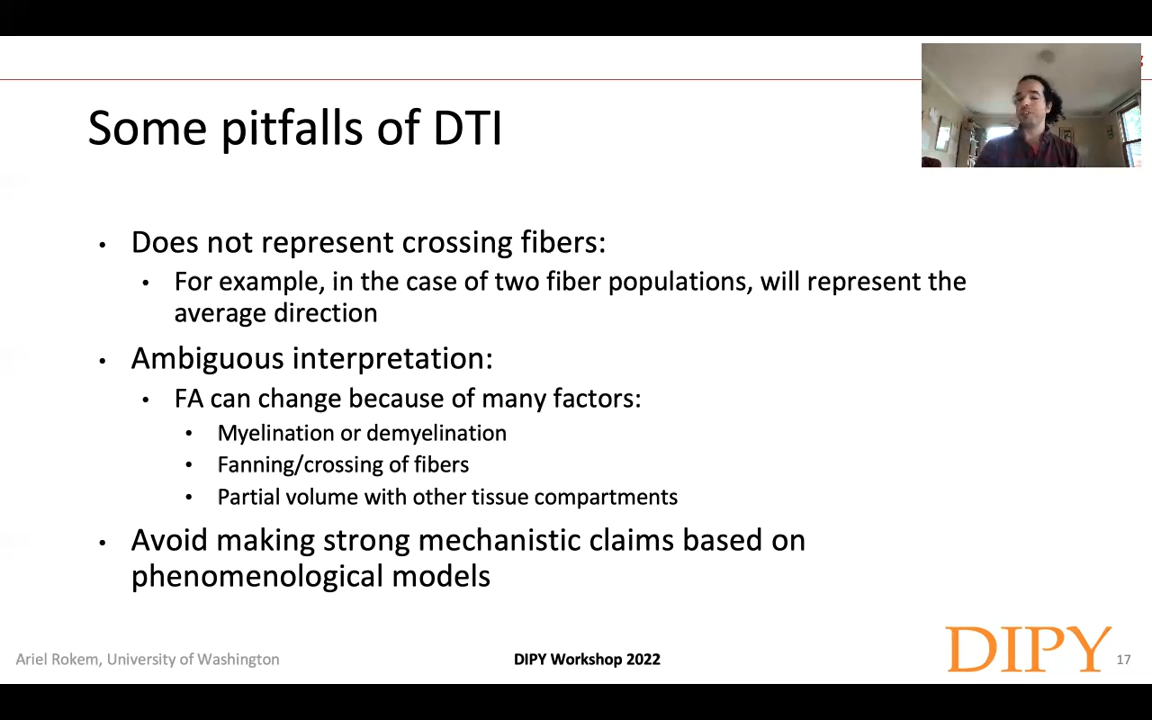 Some pitfalls of DTI
• Does not represent crossing fibers:
• For example, in the case of two fiber populations, will represent the
average direction
• Ambiguous interpretation:
• FA can change because of many factors:
• Myelination or demyelination
• Fanning/crossing of fibers
• Partial volume with other tissue compartments
• Avoid making strong mechanistic claims based on
phenomenological models
Ariel Rokem, University of Washington
DIPY Workshop 2022
DIPY
17